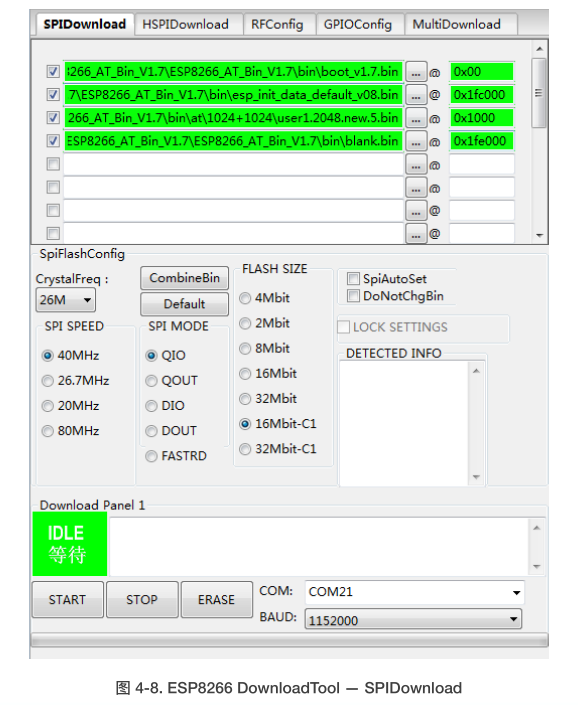 SPIDownload HSPIDownload RFConfig GPIOConfig MultiDownload
:266_AT_Bin_V1.7\ESP8266_AT_Bin_V1.7\bin\boot_v1.7.bin ... @ 0x00
7\ESP8266_AT_Bin_V1.7\bin\esp_init_data_default_v08.bin ... @ 0x1fc000
266_AT_Bin_V1.7\bin\at\1024+1024\user1.2048.new.5.bin ... @ 0x1000
ESP8266_AT_Bin_V1.7\ESP8266_AT_Bin_V1.7\bin\blank.bin ... @ 0x1fe000
... @
... @
... @
... @
SpiFlashConfig
CrystalFreq :
26M
CombineBin
Default
SPI SPEED
40MHz
26.7MHz
20MHz
80MHz
SPI MODE
QIO
QOUT
DIO
DOUT
FASTRD
FLASH SIZE
4Mbit
2Mbit
8Mbit
16Mbit
32Mbit
16Mbit-C1
32Mbit-C1
SpiAutoSet
DoNotChgBin
LOCK SETTINGS
DETECTED INFO
Download Panel 1
IDLE
等待
START STOP ERASE
COM: COM21
BAUD: 1152000
图 4-8. ESP8266 DownloadTool — SPIDownload